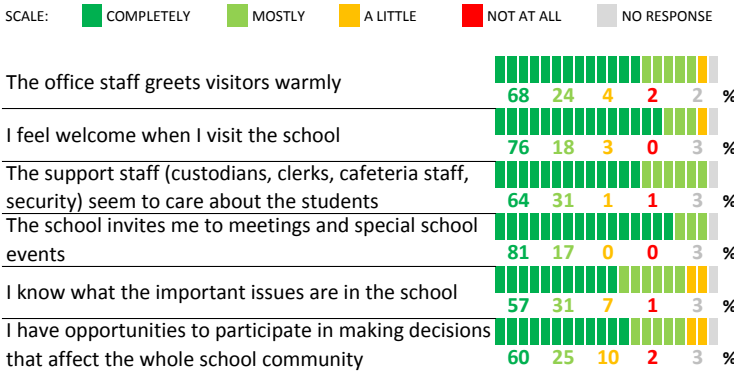 SCALE: COMPLETELY MOSTLY A LITTLE NOT AT ALL NO RESPONSE
The office staff greets visitors warmly
68 24 4 2 2 %
I feel welcome when I visit the school
76 18 3 0 3 %
The support staff (custodians, clerks, cafeteria staff,
security) seem to care about the students
64 31 1 1 3 %
The school invites me to meetings and special school
events
81 17 0 0 3 %
I know what the important issues are in the school
57 31 7 1 3 %
I have opportunities to participate in making decisions
that affect the whole school community
60 25 10 2 3 %